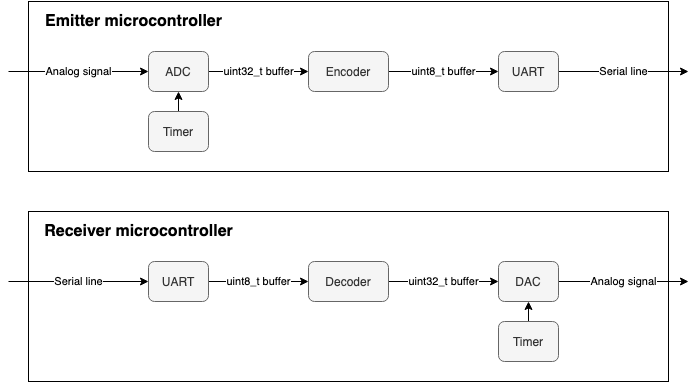 Emitter microcontroller
Analog signal ADC uint32_t buffer Encoder uint8_t buffer UART Serial line
Timer
Receiver microcontroller
Serial line UART uint8_t buffer Decoder uint32_t buffer DAC Analog signal
Timer